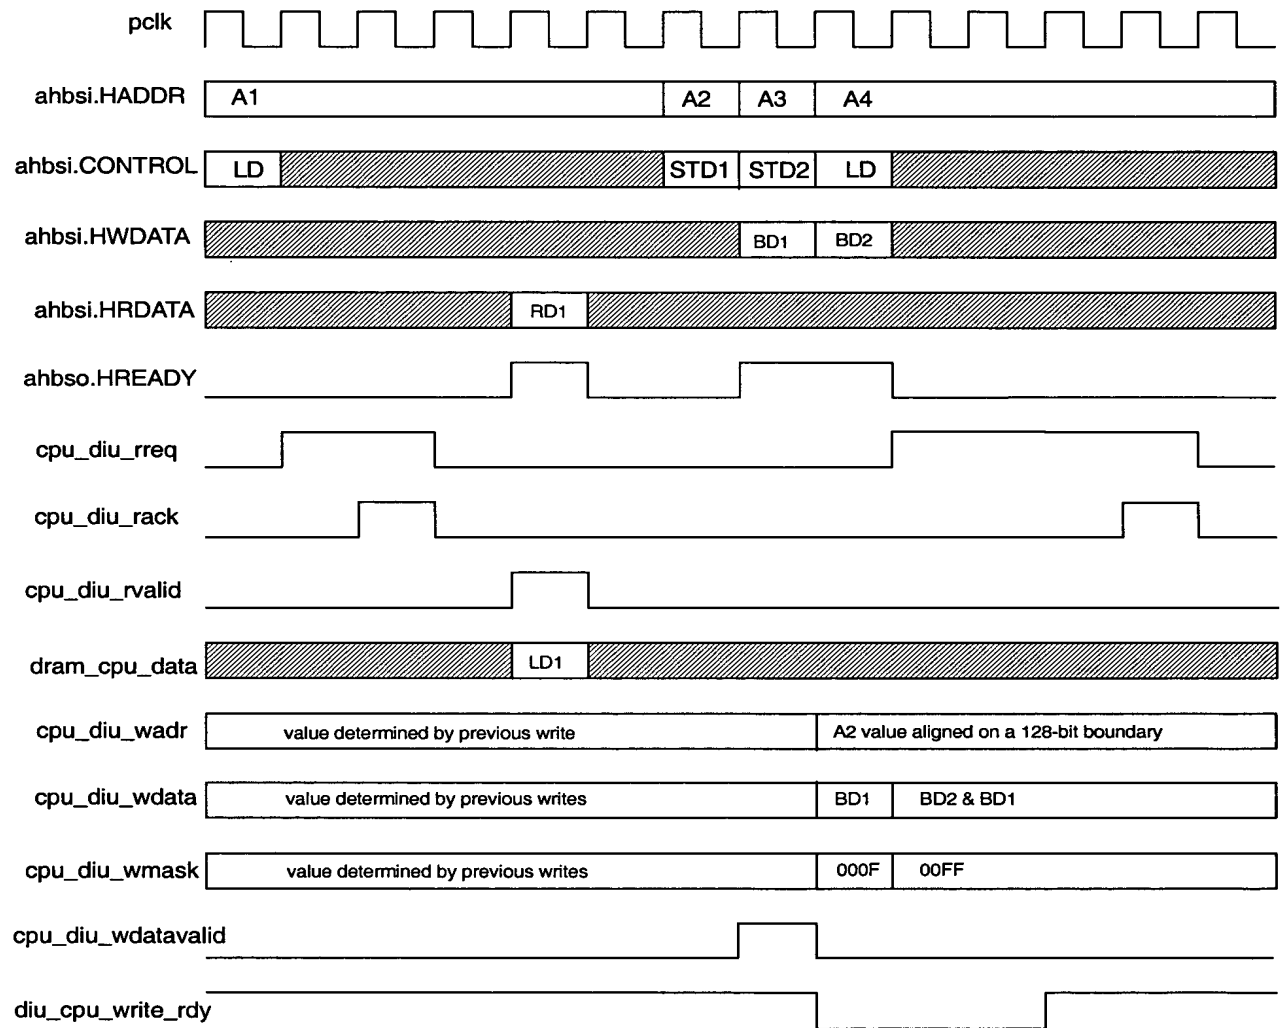 pclk
ahbsi.HADDR A1 A2 A3 A4
ahbsi.CONTROL LD STD1 STD2 LD
ahbsi.HWDATA BD1 BD2
ahbsi.HRDATA RD1
ahbso.HREADY
cpu_diu_rreq
cpu_diu_rack
cpu_diu_rvalid
dram_cpu_data LD1
cpu_diu_wadr value determined by previous write A2 value aligned on a 128-bit boundary
cpu_diu_wdata value determined by previous writes BD1 BD2 & BD1
cpu_diu_wmask value determined by previous writes 000F 00FF
cpu_diu_wdatavalid
diu_cpu_write_rdy